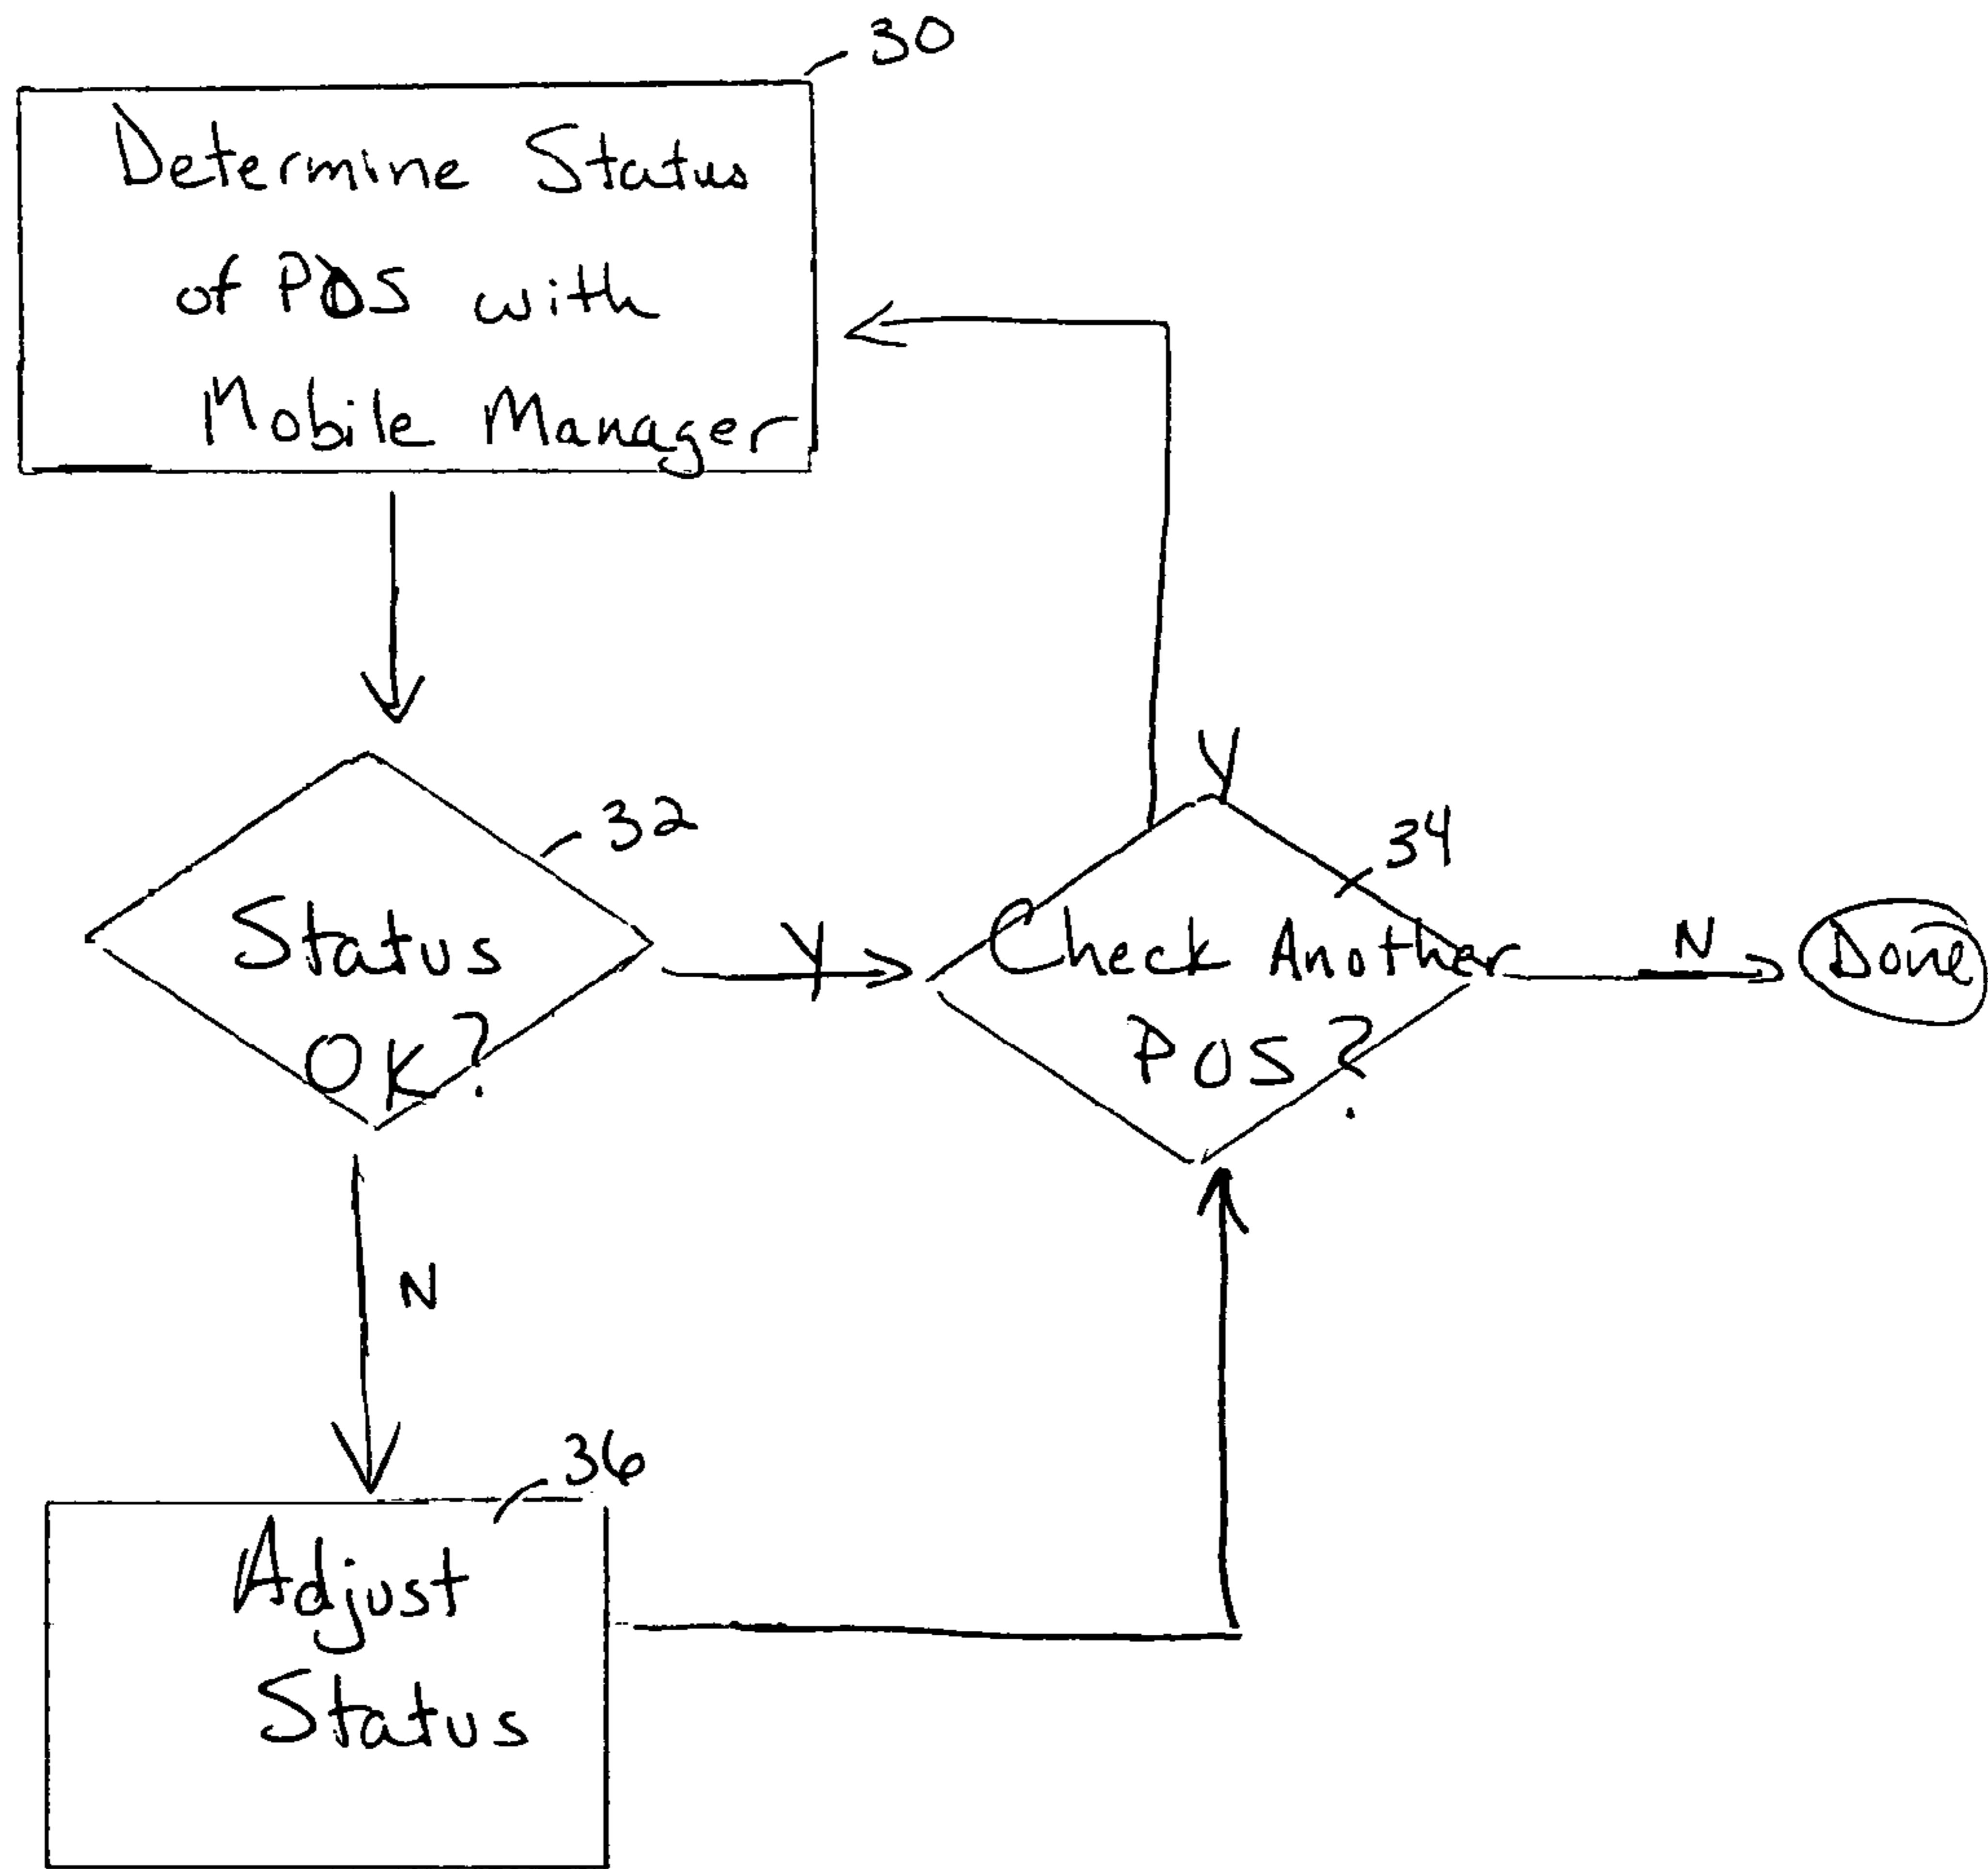 30
Determine Status
of POS with
Mobile Manager
32
Status
OK?
Y
Y
34
Check Another
POS?
N
Done
N
36
Adjust
Status